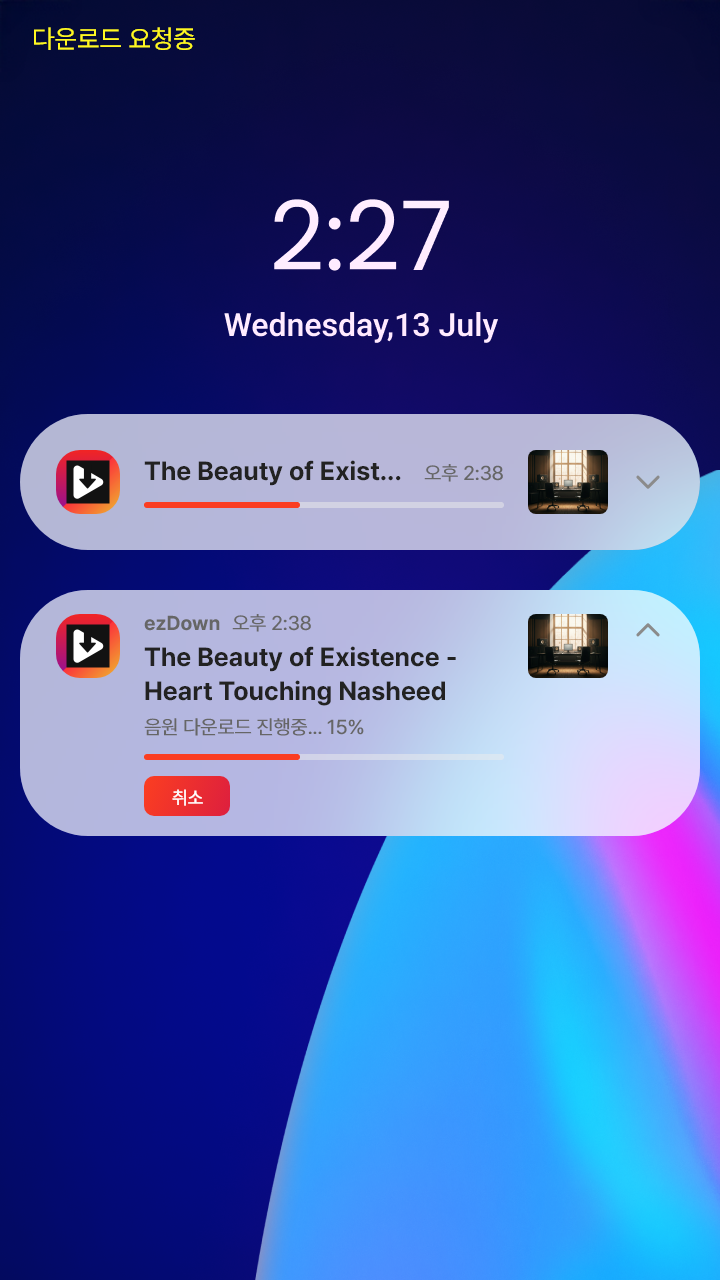 다운로드 요청중
2:27
Wednesday,13 July
The Beauty of Exist... 오후 2:38
ezDown 오후 2:38
The Beauty of Existence -
Heart Touching Nasheed
음원 다운로드 진행중... 15%
취소